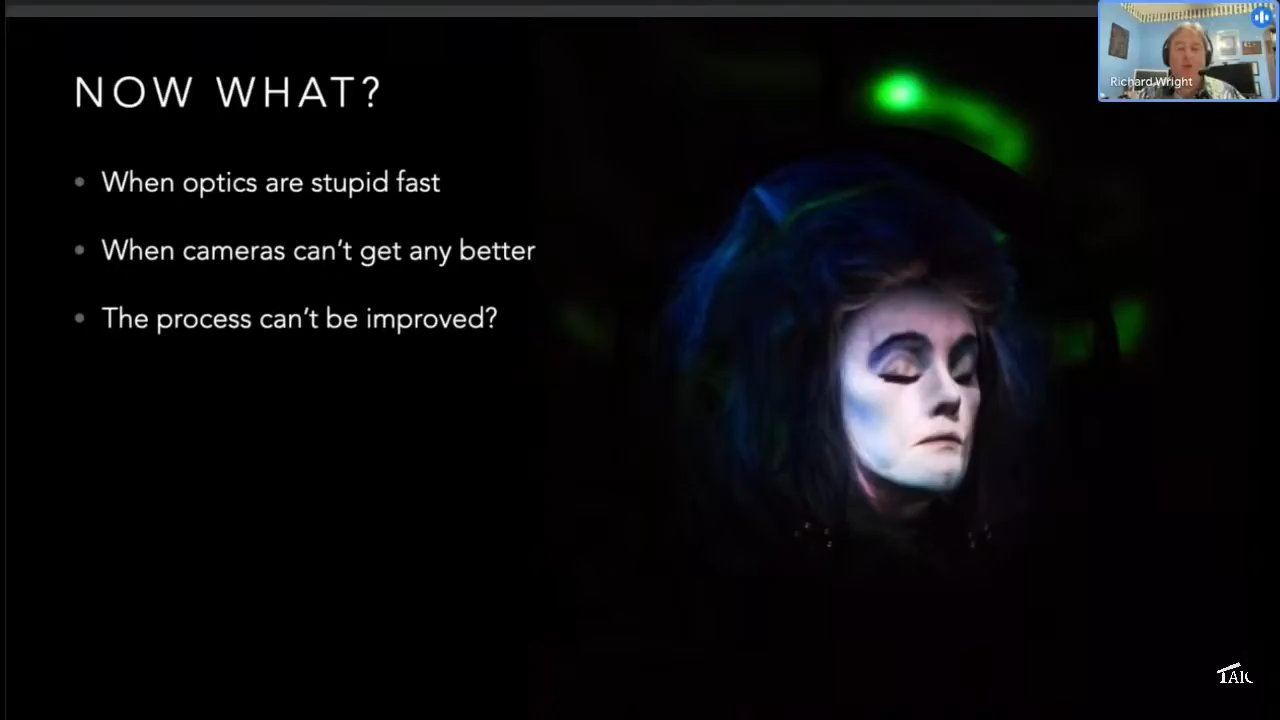 NOW WHAT?
• When optics are stupid fast
• When cameras can't get any better
• The process can't be improved?
Richard Wright
TAIC